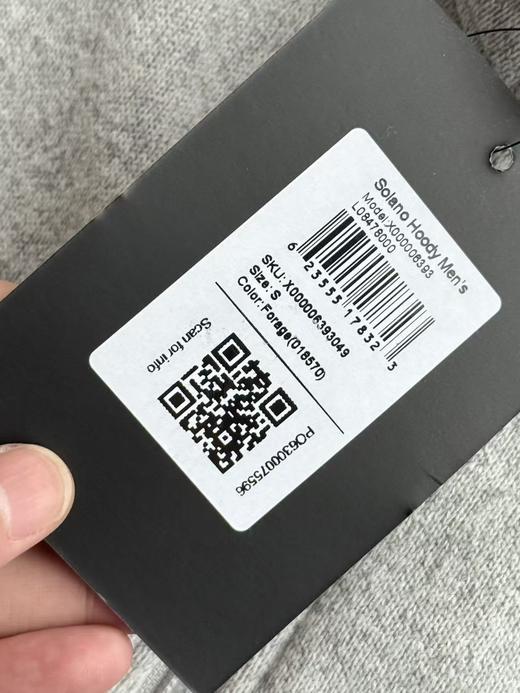 Solano Hoody Men's
Model:X000006393
L08478000
6 23555 17832 3
SKU: X000006393049
Size: S
Color: Forage(018570)
Scan for info
PO6300075596